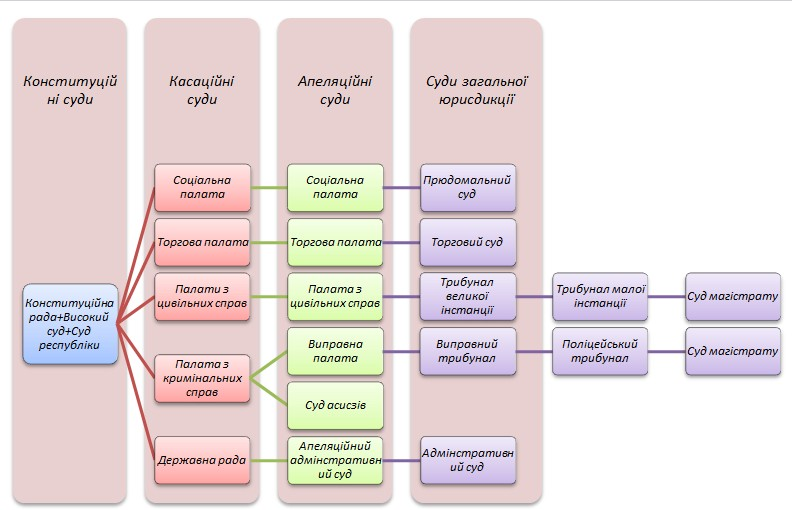 Конституцій
ні суди
Касаційні
суди
Апеляційні
суди
Суди загальної
юрисдикції
Соціальна
палата
Соціальна
палата
Прюдомальний
суд
Торгова палата
Торгова палата
Торговий суд
Конституційна
рада+Високий
суд+Суд
республіки
Палати з
цивільних справ
Палата з
цивільних справ
Трибунал
великої
інстанції
Трибунал малої
інстанції
Суд магістрату
Палата з
кримінальних
справ
Виправна
палата
Виправний
трибунал
Поліцейський
трибунал
Суд магістрату
Суд асисзів
Державна рада
Апеляційний
адмінстративн
ий суд
Адмінстративн
ий суд